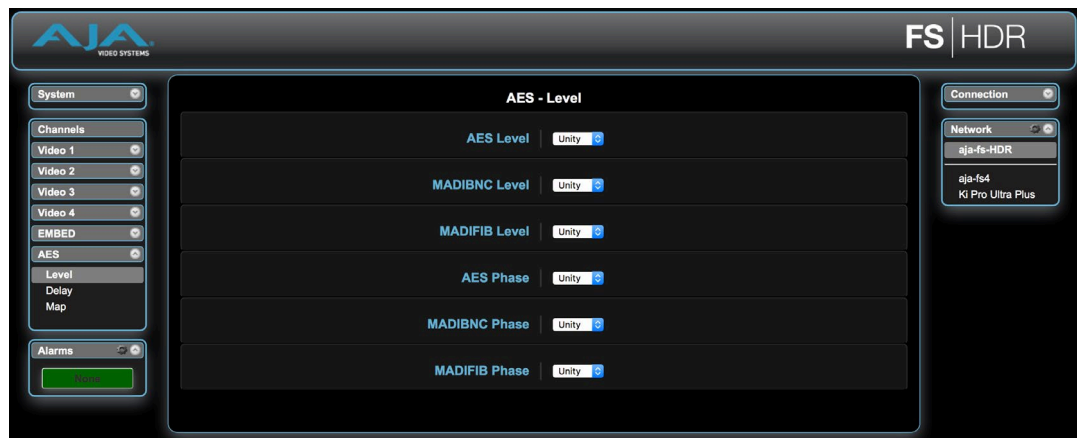 AJA
VIDEO SYSTEMS
FS HDR
System
Channels
Video 1
Video 2
Video 3
Video 4
EMBED
AES
Level
Delay
Map
Alarms
None
AES - Level
AES Level Unity
MADIBNC Level Unity
MADIFIB Level Unity
AES Phase Unity
MADIBNC Phase Unity
MADIFIB Phase Unity
Connection
Network
aja-fs-HDR
aja-fs4
Ki Pro Ultra Plus